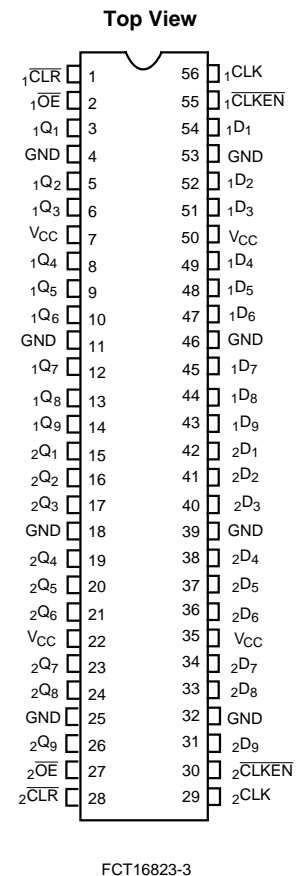 Top View
1CLR 1 56 1CLK
1OE 2 55 1CLKEN
1Q1 3 54 1D1
GND 4 53 GND
1Q2 5 52 1D2
1Q3 6 51 1D3
VCC 7 50 VCC
1Q4 8 49 1D4
1Q5 9 48 1D5
1Q6 10 47 1D6
GND 11 46 GND
1Q7 12 45 1D7
1Q8 13 44 1D8
1Q9 14 43 1D9
2Q1 15 42 2D1
2Q2 16 41 2D2
2Q3 17 40 2D3
GND 18 39 GND
2Q4 19 38 2D4
2Q5 20 37 2D5
2Q6 21 36 2D6
VCC 22 35 VCC
2Q7 23 34 2D7
2Q8 24 33 2D8
GND 25 32 GND
2Q9 26 31 2D9
2OE 27 30 2CLKEN
2CLR 28 29 2CLK
FCT16823-3